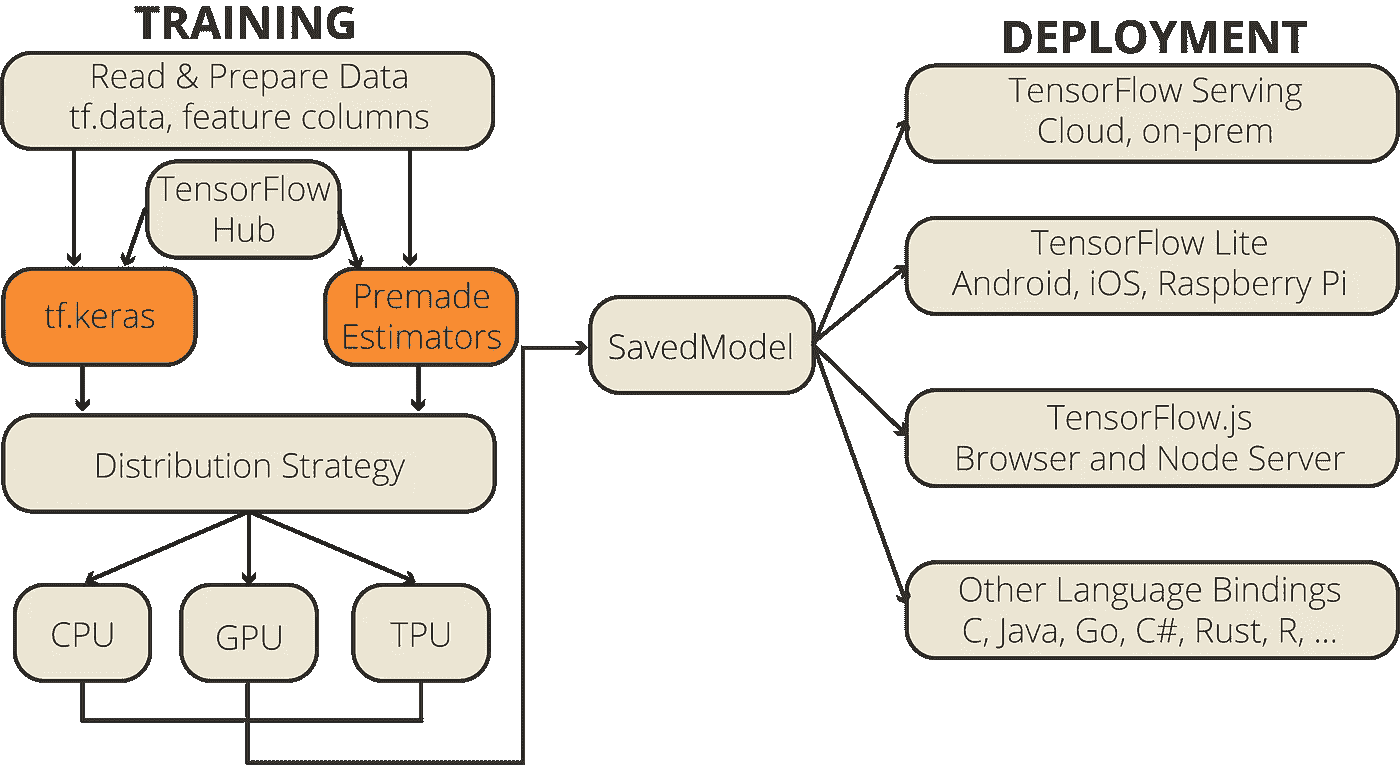 TRAINING
Read & Prepare Data
tf.data, feature columns
TensorFlow
Hub
tf.keras
Premade
Estimators
Distribution Strategy
CPU
GPU
TPU
SavedModel
DEPLOYMENT
TensorFlow Serving
Cloud, on-prem
TensorFlow Lite
Android, iOS, Raspberry Pi
TensorFlow.js
Browser and Node Server
Other Language Bindings
C, Java, Go, C#, Rust, R, ...